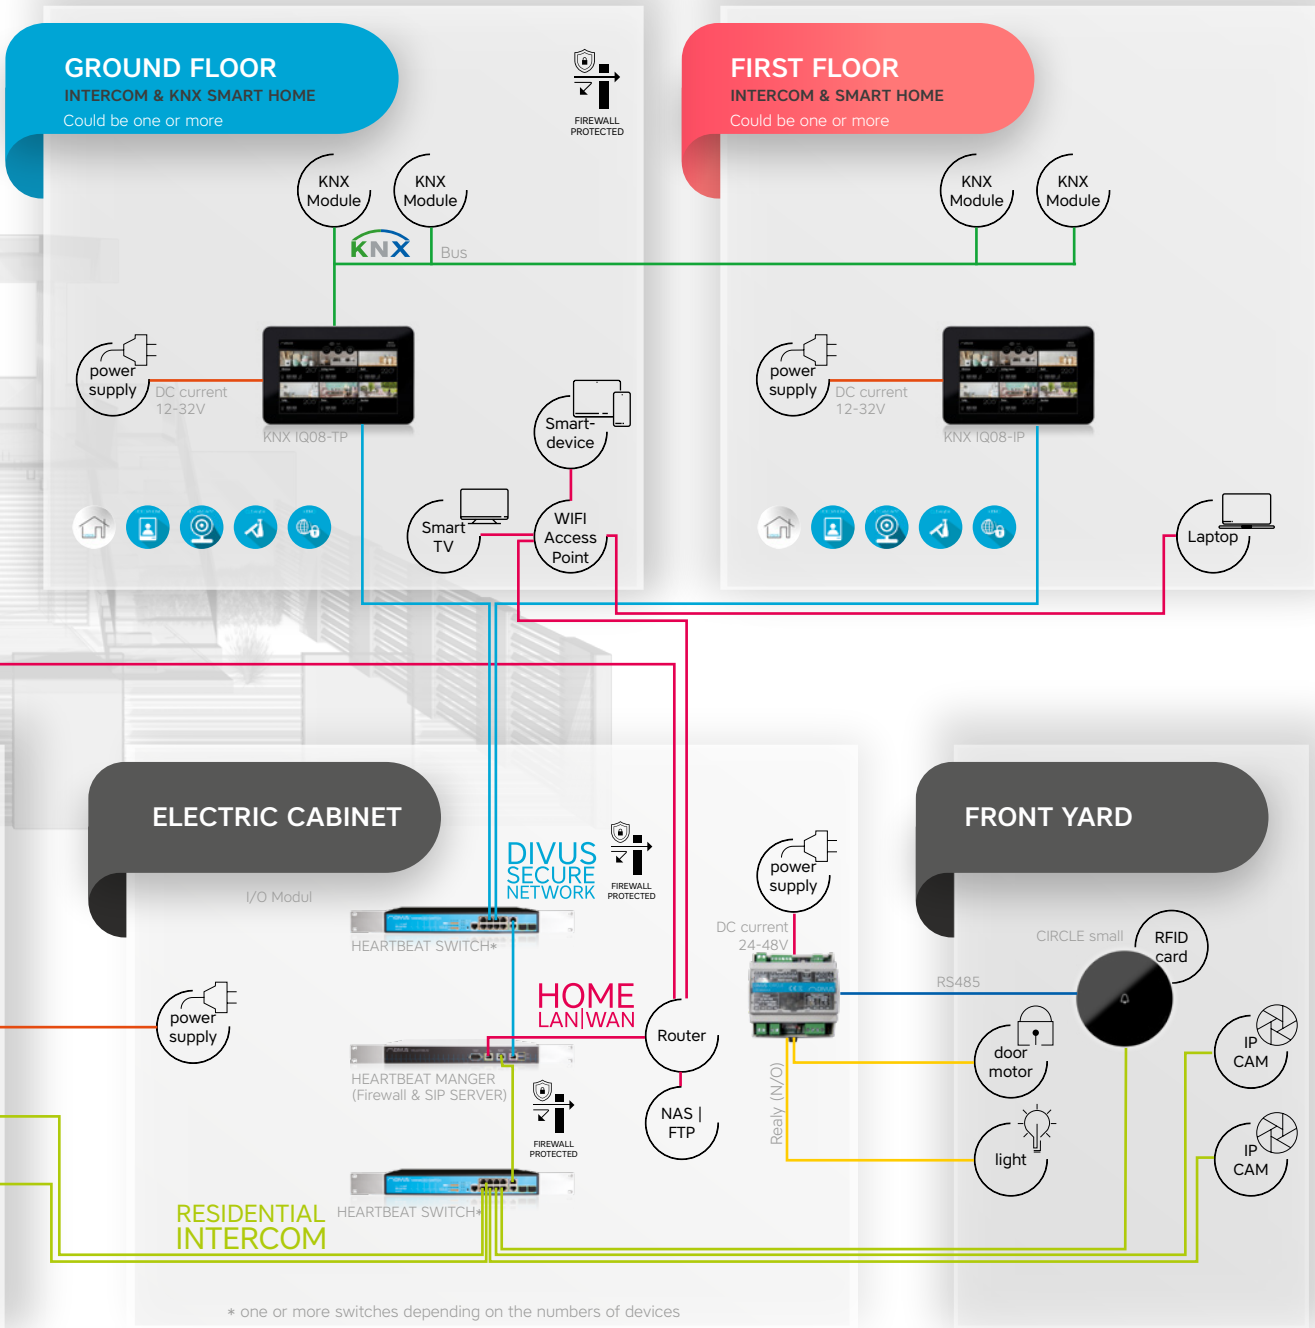 GROUND FLOOR
INTERCOM & KNX SMART HOME
Could be one or more
FIREWALL
PROTECTED
FIRST FLOOR
INTERCOM & SMART HOME
Could be one or more
KNX
Module
KNX
Module
KNX
Bus
KNX
Module
KNX
Module
power
supply
DC current
12-32V
KNX IQ08-TP
Smart-
device
Smart
TV
WIFI
Access
Point
power
supply
DC current
12-32V
KNX IQ08-IP
Laptop
ELECTRIC CABINET
I/O Modul
DIVUS
SECURE
NETWORK
FIREWALL
PROTECTED
HEARTBEAT SWITCH*
power
supply
HOME
LAN|WAN
Router
HEARTBEAT MANGER
(Firewall & SIP SERVER)
FIREWALL
PROTECTED
NAS |
FTP
RESIDENTIAL
INTERCOM
HEARTBEAT SWITCH*
* one or more switches depending on the numbers of devices
power
supply
DC current
24-48V
Realy (N/O)
FRONT YARD
CIRCLE small
RFID
card
RS485
door
motor
light
IP
CAM
IP
CAM